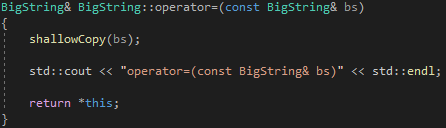 BigString& BigString::operator=(const BigString& bs)
{
shallowCopy(bs);
std::cout << "operator=(const BigString& bs)" << std::endl;
return *this;
}